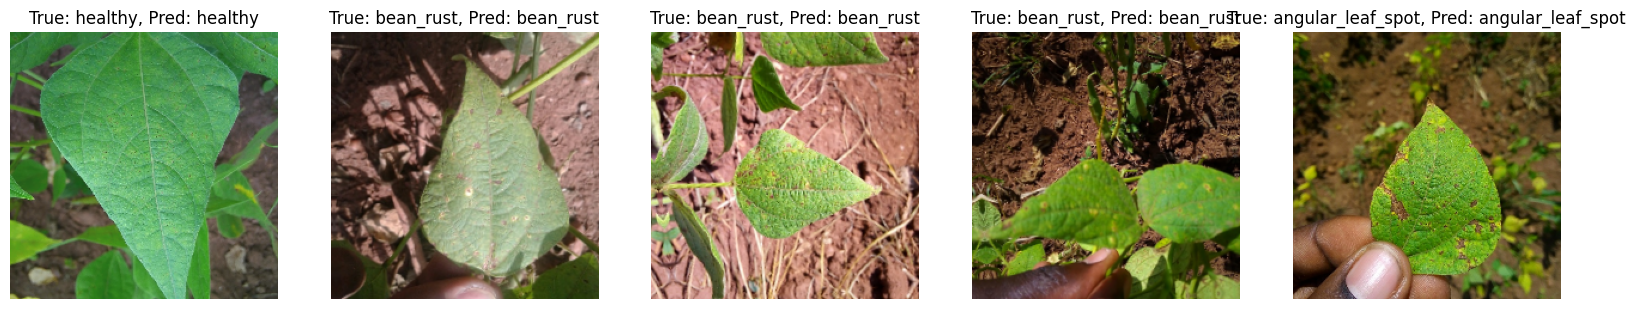 True: healthy, Pred: healthy
True: bean_rust, Pred: bean_rust
True: bean_rust, Pred: bean_rust
True: bean_rust, Pred: bean_rust
True: angular_leaf_spot, Pred: angular_leaf_spot